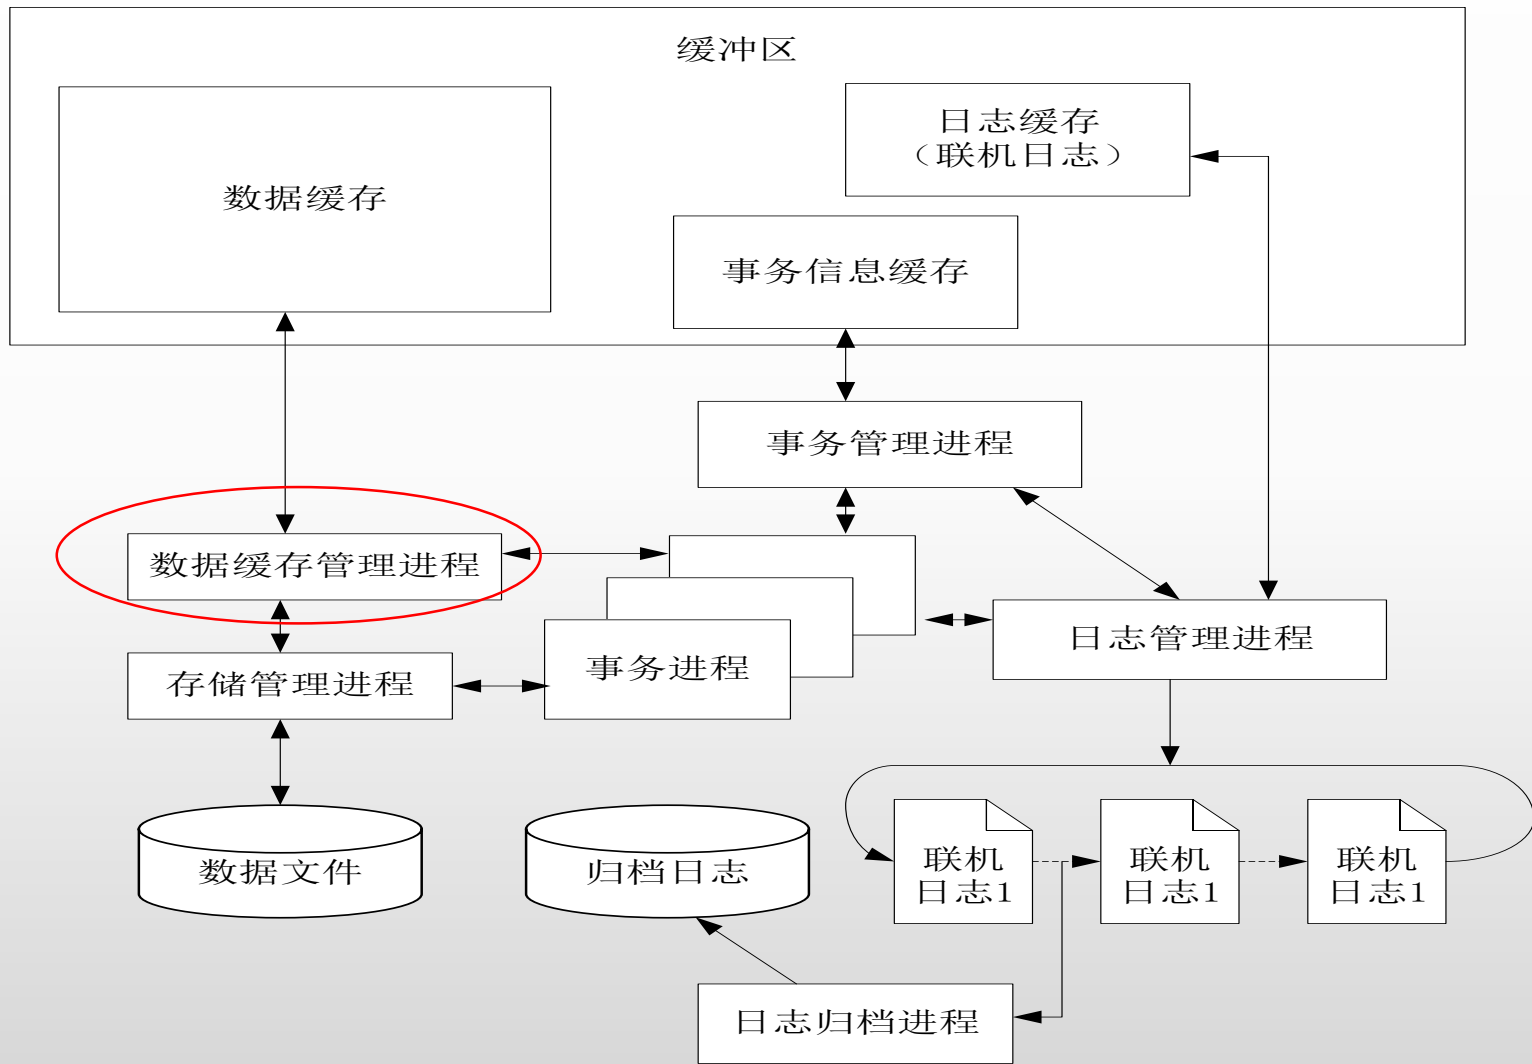 缓冲区
日志缓存
（联机日志）
数据缓存
事务信息缓存
事务管理进程
数据缓存管理进程
日志管理进程
事务进程
存储管理进程
联机
日志1
联机
日志1
联机
日志1
数据文件
归档日志
日志归档进程